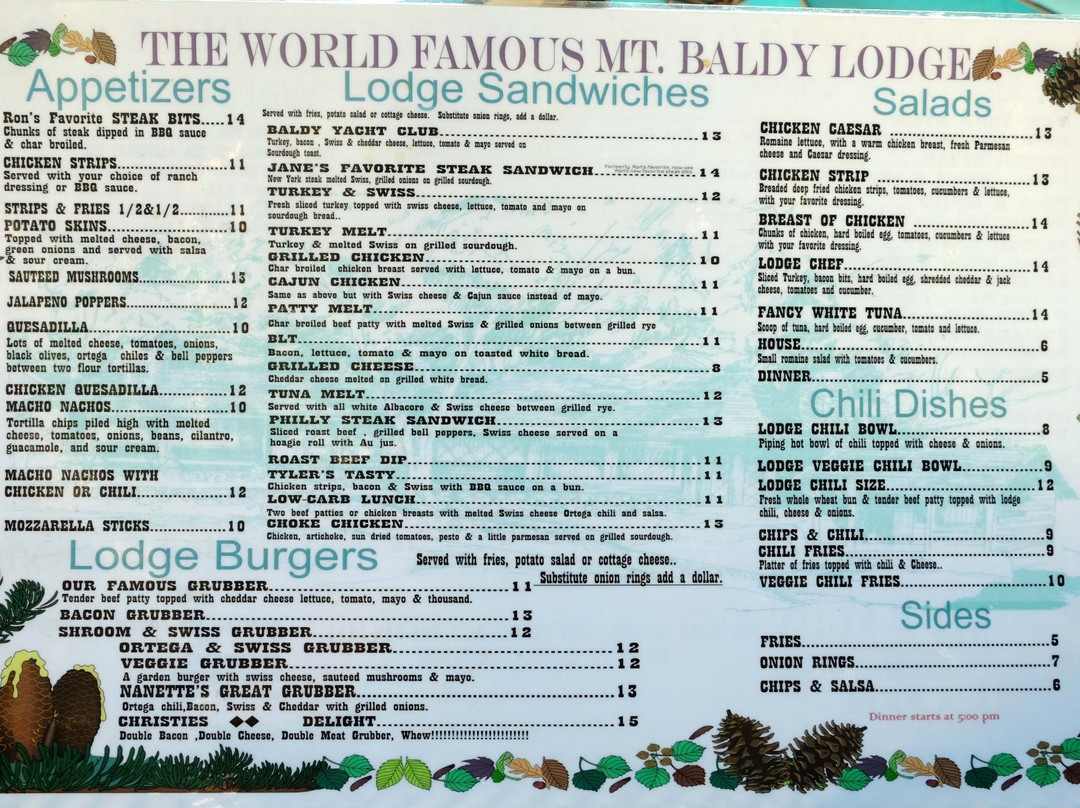 THE WORLD FAMOUS MT. BALDY LODGE
Appetizers
Ron's Favorite STEAK BITS.....14
Chunks of steak dipped in BBQ sauce
& char broiled.
CHICKEN STRIPS...................11
Served with your choice of ranch
dressing or BBQ sauce.
STRIPS & FRIES 1/2&1/2...........11
POTATO SKINS.....................10
Topped with melted cheese, bacon,
green onions and served with salsa
& sour cream.
SAUTEED MUSHROOMS...............13
JALAPENO POPPERS................12
QUESADILLA.......................10
Lots of melted cheese, tomatoes, onions,
black olives, ortega chiles & bell peppers
between two flour tortillas.
CHICKEN QUESADILLA...........12
MACHO NACHOS...................10
Tortilla chips piled high with melted
cheese, tomatoes, onions, beans, cilantro,
guacamole, and sour cream.
MACHO NACHOS WITH
CHICKEN OR CHILI...............12
MOZZARELLA STICKS............10
Lodge Sandwiches
Served with fries, potato salad or cottage cheese. Substitute onion rings, add a dollar.
BALDY YACHT CLUB...............13
Turkey, bacon , Swiss & cheddar cheese, lettuce, tomato & mayo served on
Sourdough toast.
JANE'S FAVORITE STEAK SANDWICH...............14
New York steak melted Swiss, grilled onions on grilled sourdough.
TURKEY & SWISS...............12
Fresh sliced turkey topped with swiss cheese, lettuce, tomato and mayo on
sourdough bread..
TURKEY MELT...............11
Turkey & melted Swiss on grilled sourdough.
GRILLED CHICKEN...............10
Char broiled chicken breast served with lettuce, tomato & mayo on a bun.
CAJUN CHICKEN...............11
Same as above but with Swiss cheese & Cajun sauce instead of mayo.
PATTY MELT...............11
Char broiled beef patty with melted Swiss & grilled onions between grilled rye
BLT...............11
Bacon, lettuce, tomato & mayo on toasted white bread.
GRILLED CHEESE...............8
Cheddar cheese melted on grilled white bread.
TUNA MELT...............12
Served with all white Albacore & Swiss cheese between grilled rye.
PHILLY STEAK SANDWICH...............13
Sliced roast beef , grilled bell peppers, Swiss cheese served on a
hoagie roll with Au jus.
ROAST BEEF DIP...............11
TYLER'S TASTY...............11
Chicken strips, bacon & Swiss with BBQ sauce on a bun.
LOW-CARB LUNCH...............11
Two beef patties or chicken breasts with melted Swiss cheese Ortega chili and salsa.
CHOKE CHICKEN...............13
Chicken, artichoke, sun dried tomatoes, pesto & a little parmesan served on grilled sourdough.
Lodge Burgers
Served with fries, potato salad or cottage cheese..
Substitute onion rings add a dollar.
OUR FAMOUS GRUBBER...............11
Tender beef patty topped with cheddar cheese lettuce, tomato, mayo & thousand.
BACON GRUBBER...............13
SHROOM & SWISS GRUBBER...............12
ORTEGA & SWISS GRUBBER...............12
VEGGIE GRUBBER...............12
A garden burger with swiss cheese, sauteed mushrooms & mayo.
NANETTE'S GREAT GRUBBER...............13
Ortega chili,Bacon, Swiss & Cheddar with grilled onions.
CHRISTIES ◆◆ DELIGHT...............15
Double Bacon ,Double Cheese, Double Meat Grubber, Whew!!!!!!!!!!!!!!!!!!!!!!!!!
Salads
CHICKEN CAESAR ...............13
Romaine lettuce, with a warm chicken breast, fresh Parmesan
cheese and Caesar dressing.
CHICKEN STRIP ...............13
Breaded deep fried chicken strips, tomatoes, cucumbers & lettuce,
with your favorite dressing.
BREAST OF CHICKEN ...............14
Chunks of chicken, hard boiled egg, tomatoes, cucumbers & lettuce
with your favorite dressing.
LODGE CHEF...............14
Sliced Turkey, bacon bits, hard boiled egg, shredded cheddar & jack
cheese, tomatoes and cucumber.
FANCY WHITE TUNA...............14
Scoop of tuna, hard boiled egg, cucumber, tomato and lettuce.
HOUSE...............6
Small romaine salad with tomatoes & cucumbers.
DINNER...............5
Chili Dishes
LODGE CHILI BOWL...............8
Piping hot bowl of chili topped with cheese & onions.
LODGE VEGGIE CHILI BOWL...............9
LODGE CHILI SIZE...............12
Fresh whole wheat bun & tender beef patty topped with lodge
chili, cheese & onions.
CHIPS & CHILI...............9
CHILI FRIES...............9
Platter of fries topped with chili & Cheese..
VEGGIE CHILI FRIES...............10
Sides
FRIES...............5
ONION RINGS...............7
CHIPS & SALSA...............6
Dinner starts at 5:00 pm